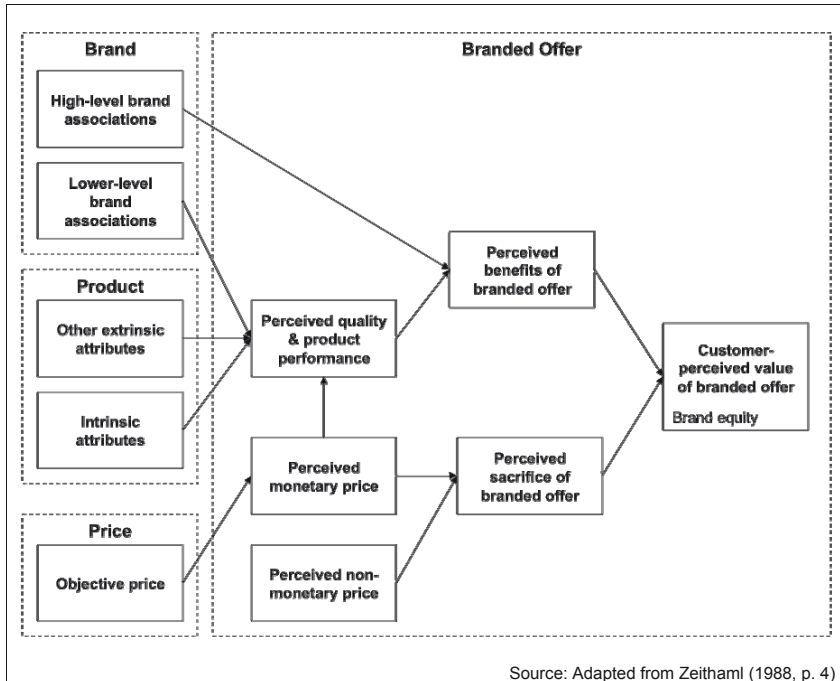 Brand
High-level brand
associations
Lower-level
brand
associations
Product
Other extrinsic
attributes
Intrinsic
attributes
Price
Objective price
Branded Offer
Perceived quality
& product
performance
Perceived
monetary price
Perceived non-
monetary price
Perceived
benefits of
branded offer
Perceived
sacrifice of
branded offer
Customer-
perceived value
of branded offer
Brand equity
Source: Adapted from Zeithaml (1988, p. 4)